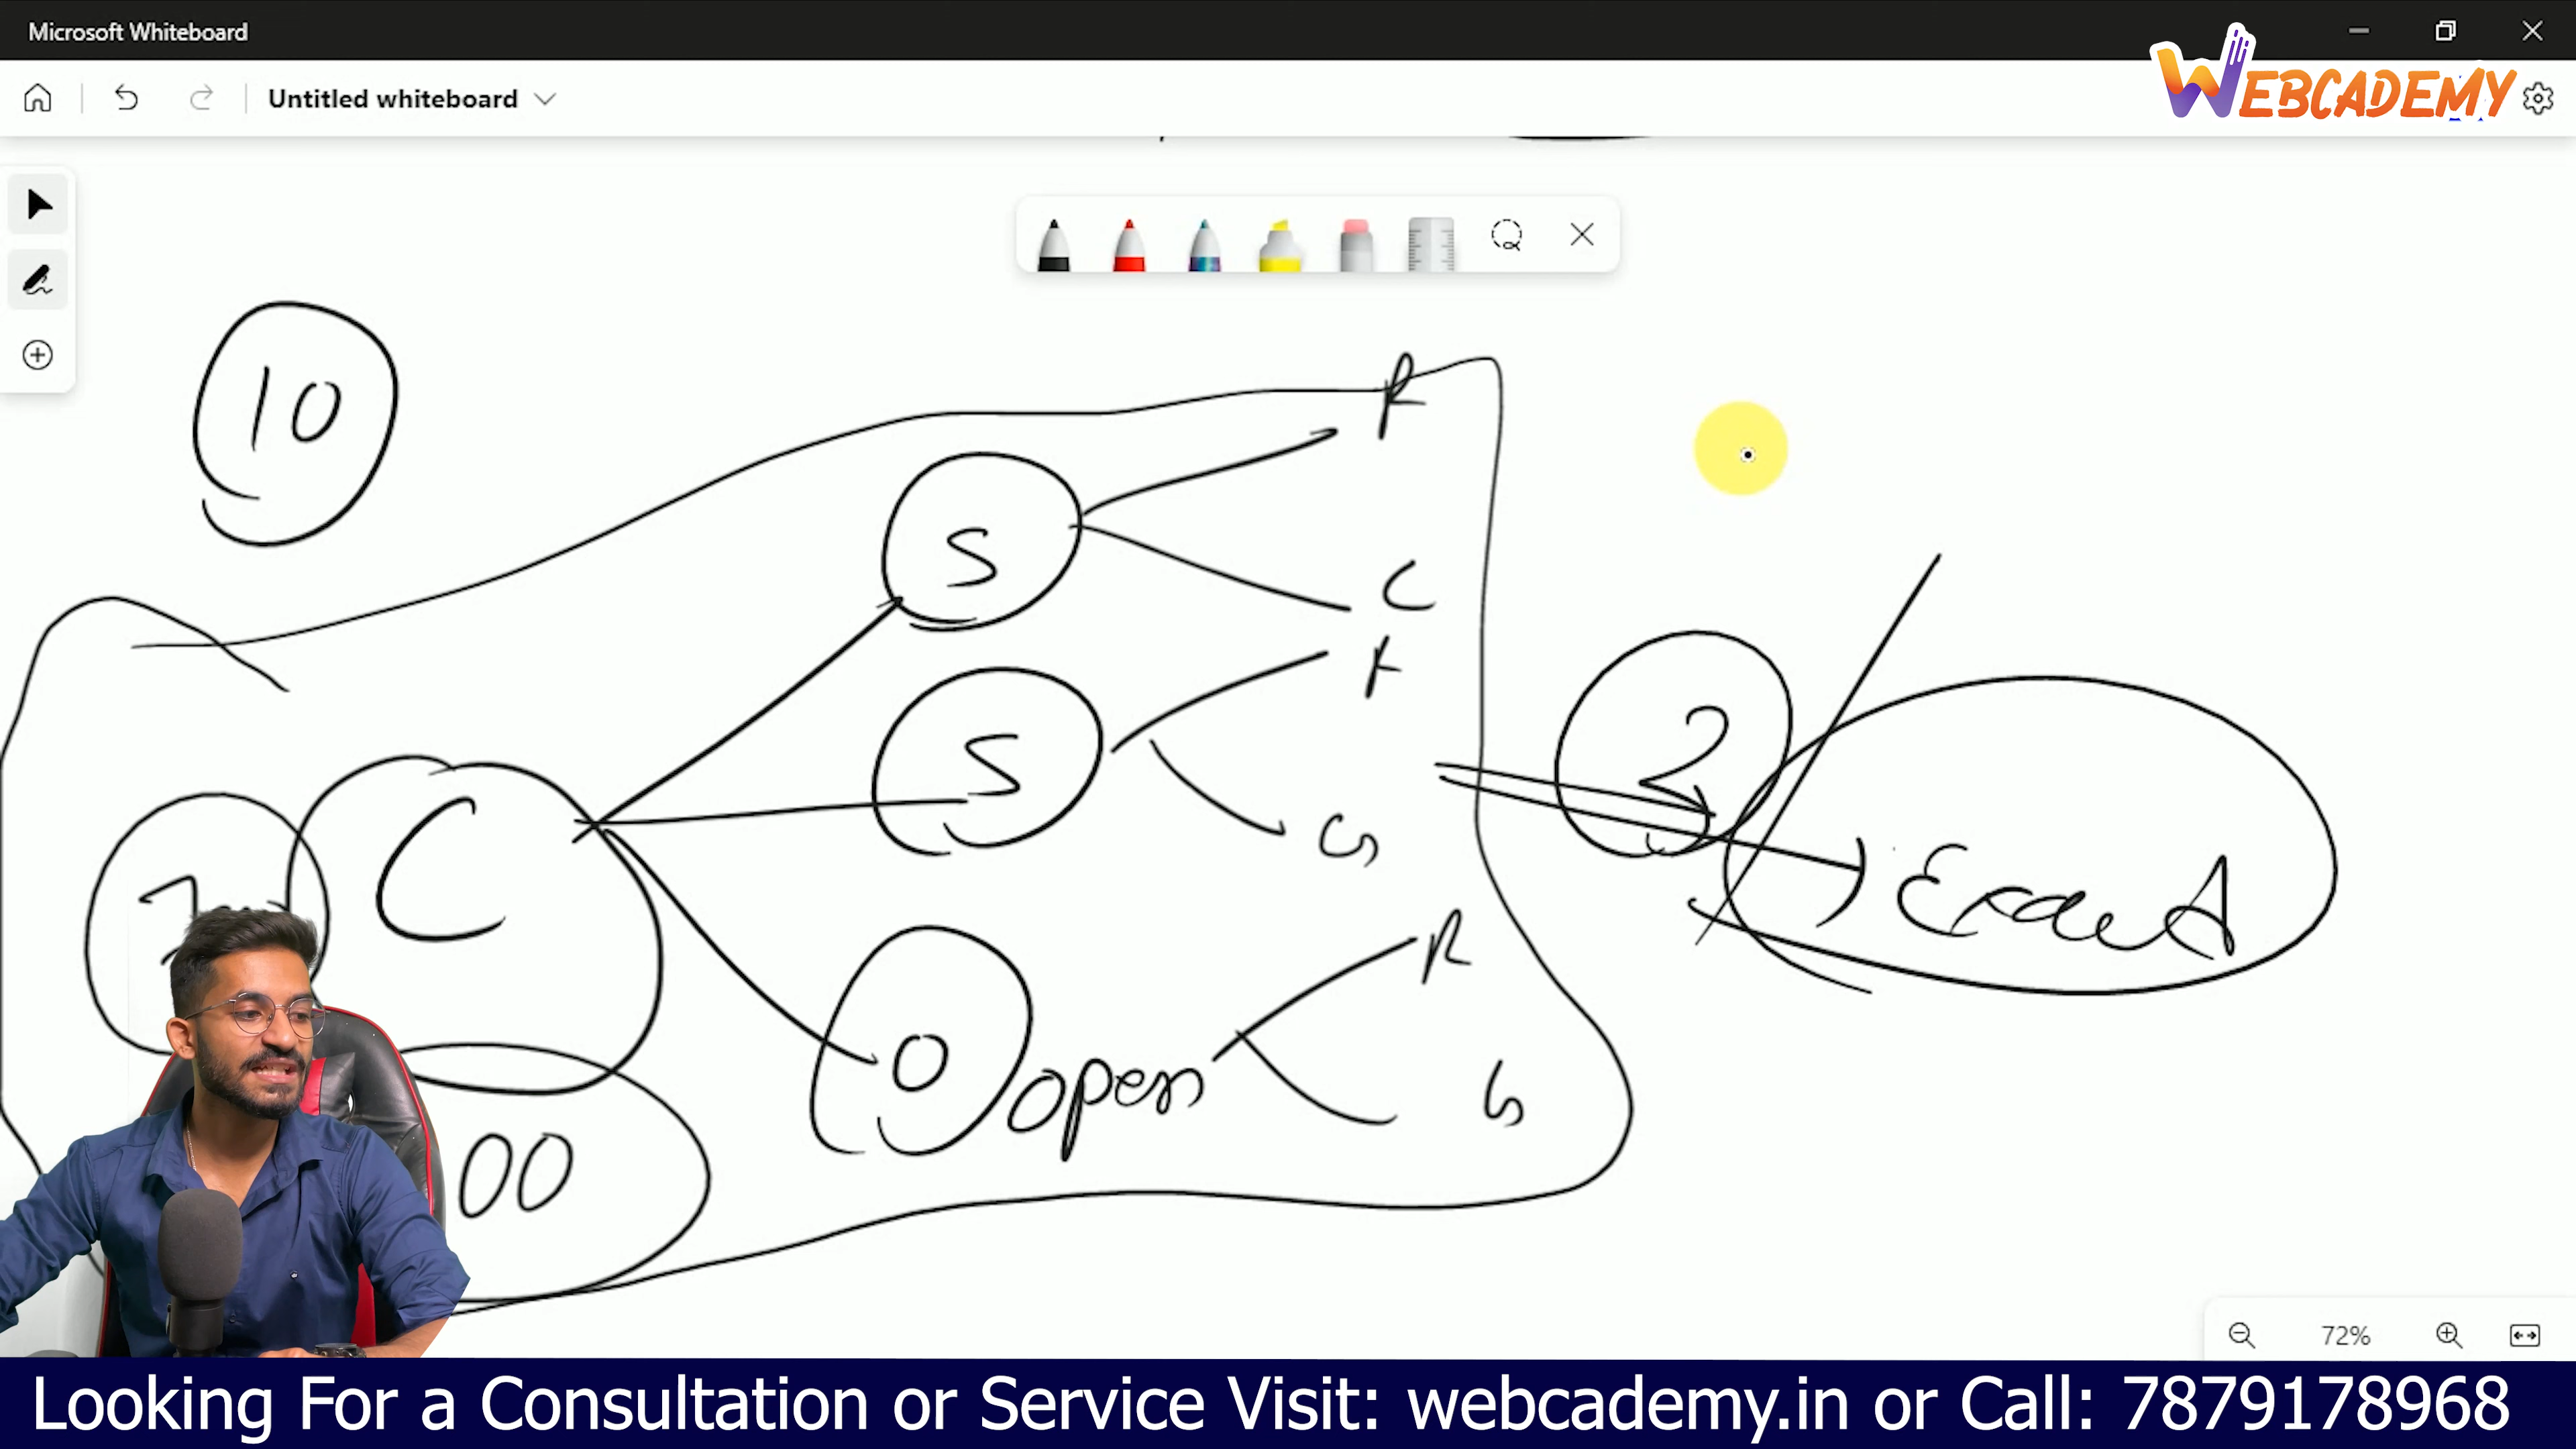 Microsoft Whiteboard
WEBCADEMY
Untitled whiteboard
10
R
S
C
S
2
G
C
R
O open
G
00
72%
Looking For a Consultation or Service Visit: webcademy.in or Call: 7879178968